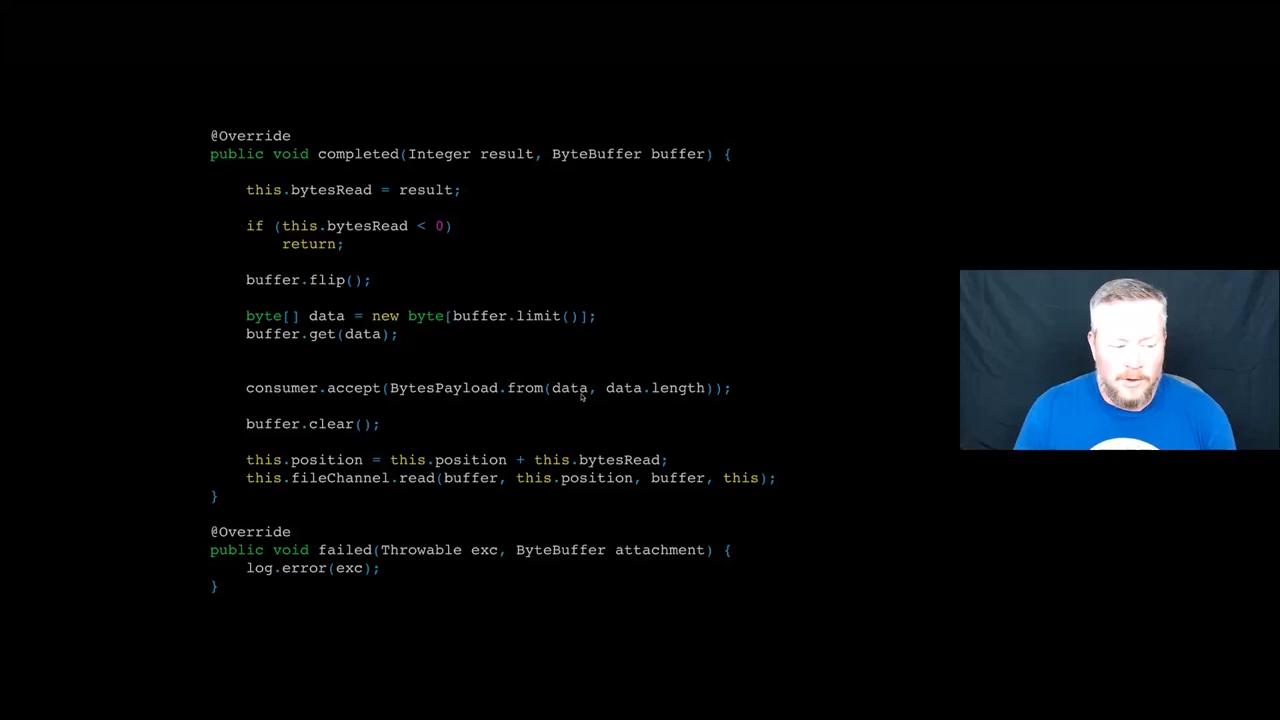 @Override
public void completed(Integer result, ByteBuffer buffer) {
this.bytesRead = result;
if (this.bytesRead < 0)
return;
buffer.flip();
byte[] data = new byte[buffer.limit()];
buffer.get(data);
consumer.accept(BytesPayload.from(data, data.length));
buffer.clear();
this.position = this.position + this.bytesRead;
this.fileChannel.read(buffer, this.position, buffer, this);
}
@Override
public void failed(Throwable exc, ByteBuffer attachment) {
log.error(exc);
}